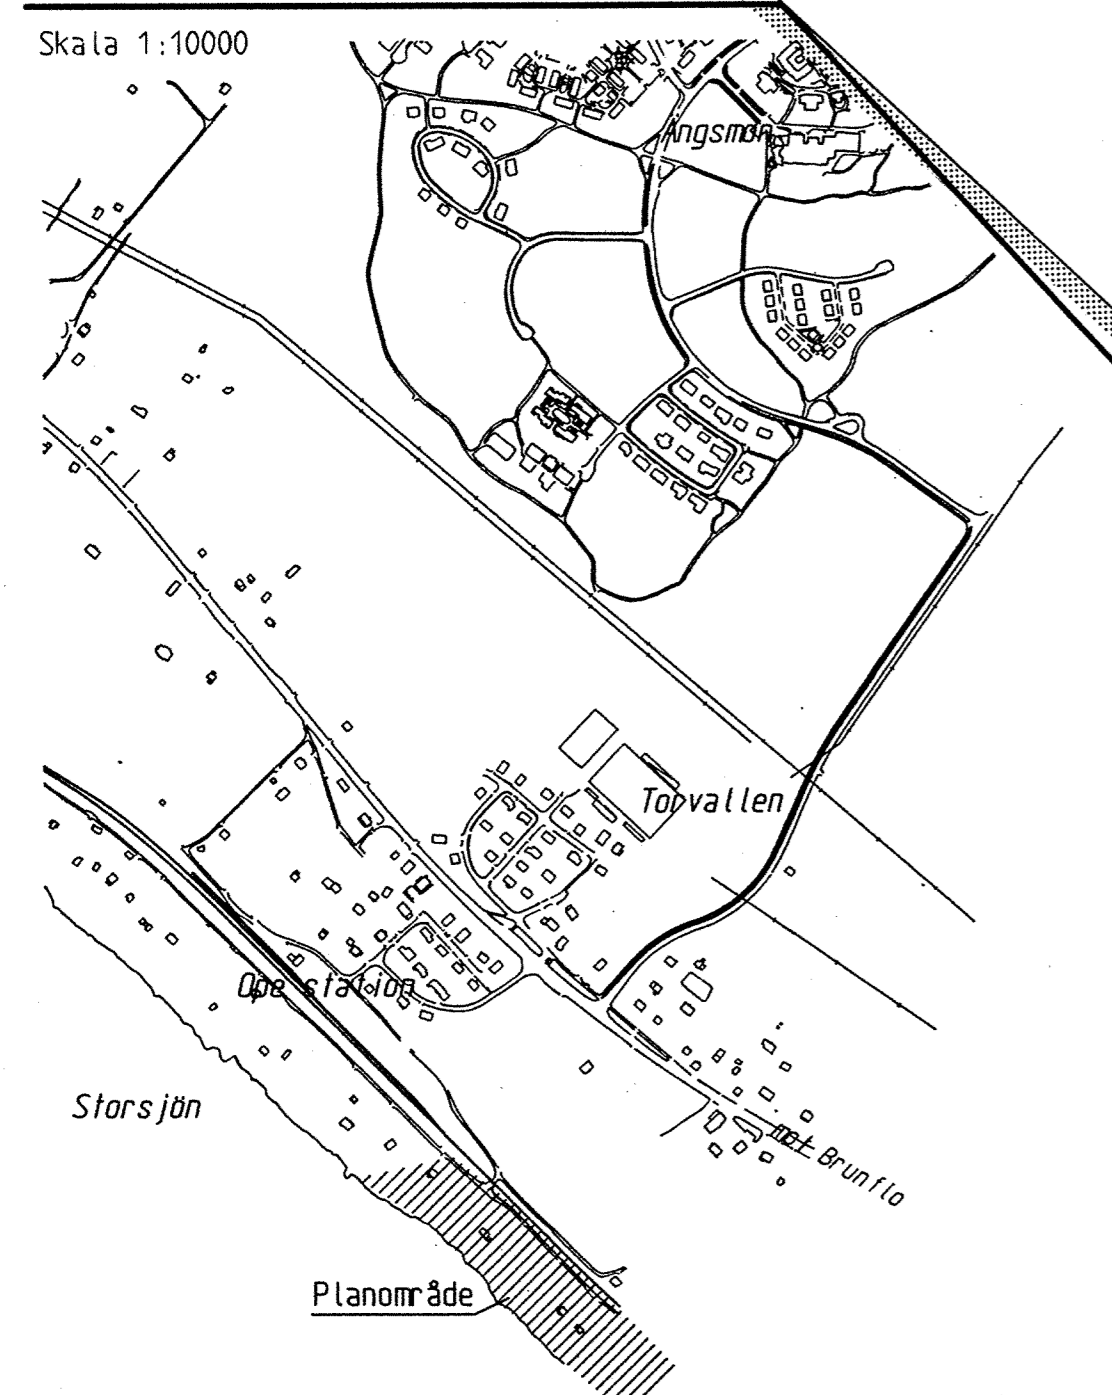 Skala 1:10000
Ängsmon
Torvallen
Ope station
Storsjön
mot Brunflo
Planområde